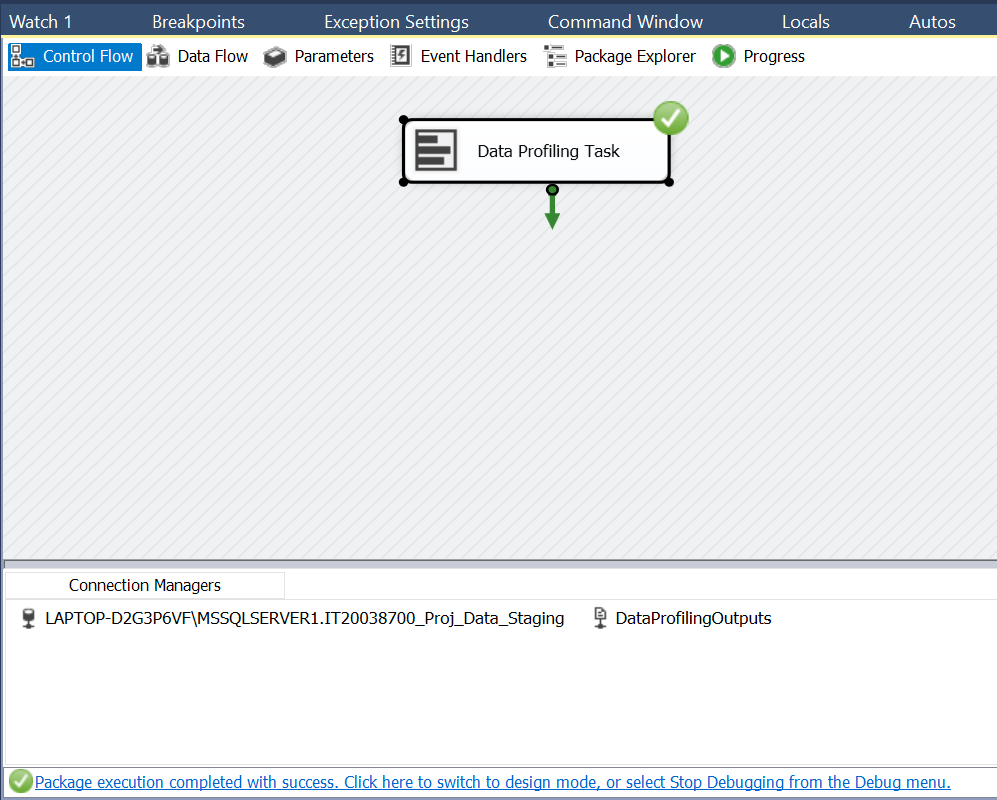 Watch 1 Breakpoints Exception Settings Command Window Locals Autos
Control Flow Data Flow Parameters Event Handlers Package Explorer Progress
Data Profiling Task
Connection Managers
LAPTOP-D2G3P6VF\MSSQLSERVER1.IT20038700_Proj_Data_Staging DataProfilingOutputs
Package execution completed with success. Click here to switch to design mode, or select Stop Debugging from the Debug menu.